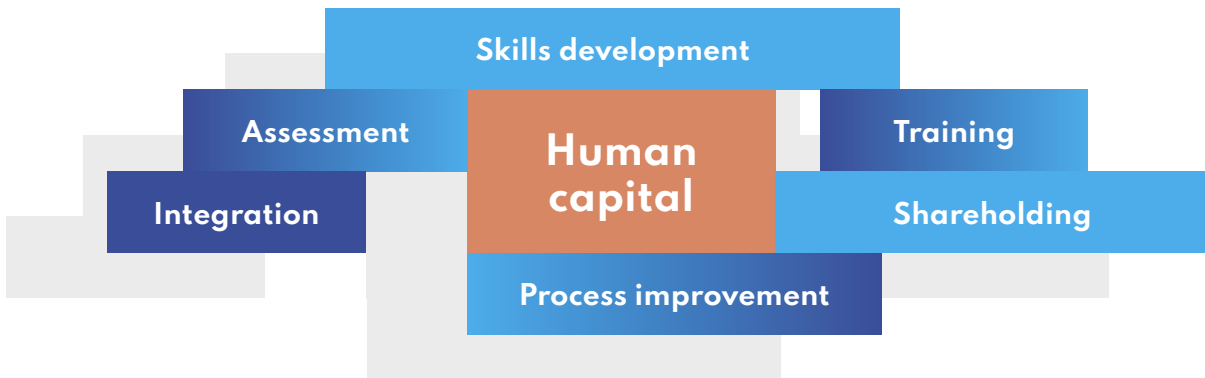 Skills development
Assessment
Human
capital
Training
Integration
Shareholding
Process improvement